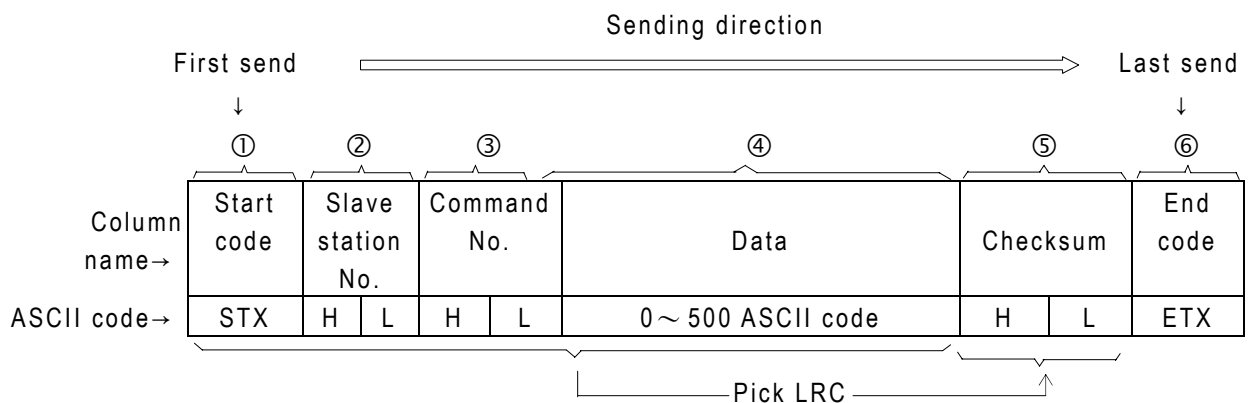 Sending direction
First send Last send
↓ ↓
① ② ③ ④ ⑤ ⑥
Column name→ Start code Slave station No. Command No. Data Checksum End code
ASCII code→ STX H L H L 0～500 ASCII code H L ETX
Pick LRC